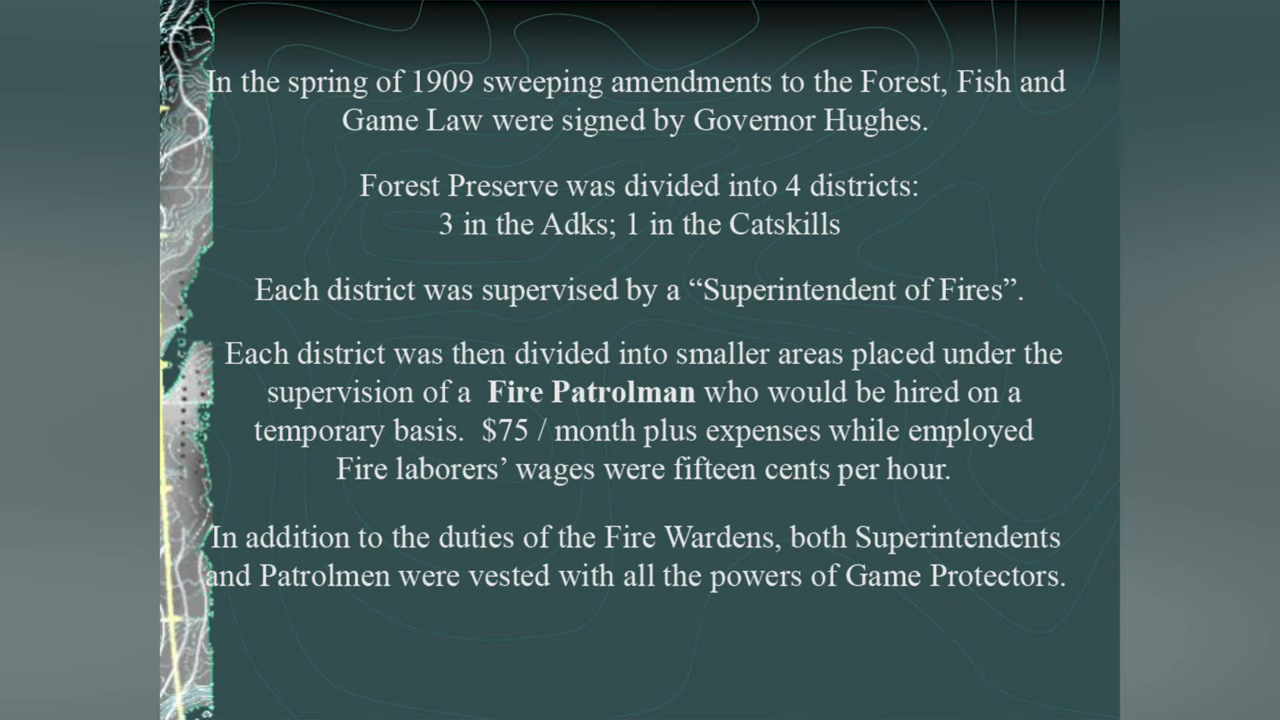 In the spring of 1909 sweeping amendments to the Forest, Fish and
Game Law were signed by Governor Hughes.
Forest Preserve was divided into 4 districts:
3 in the Adks; 1 in the Catskills
Each district was supervised by a “Superintendent of Fires”.
Each district was then divided into smaller areas placed under the
supervision of a  Fire Patrolman who would be hired on a
temporary basis.  $75 / month plus expenses while employed
Fire laborers’ wages were fifteen cents per hour.
In addition to the duties of the Fire Wardens, both Superintendents
and Patrolmen were vested with all the powers of Game Protectors.